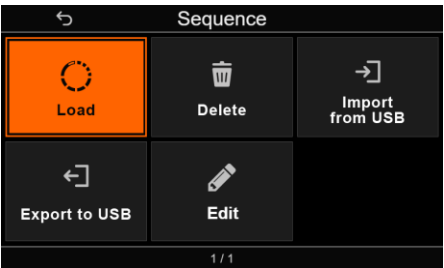 Sequence
Load
Delete
Import
from USB
Export to USB
Edit
1/1